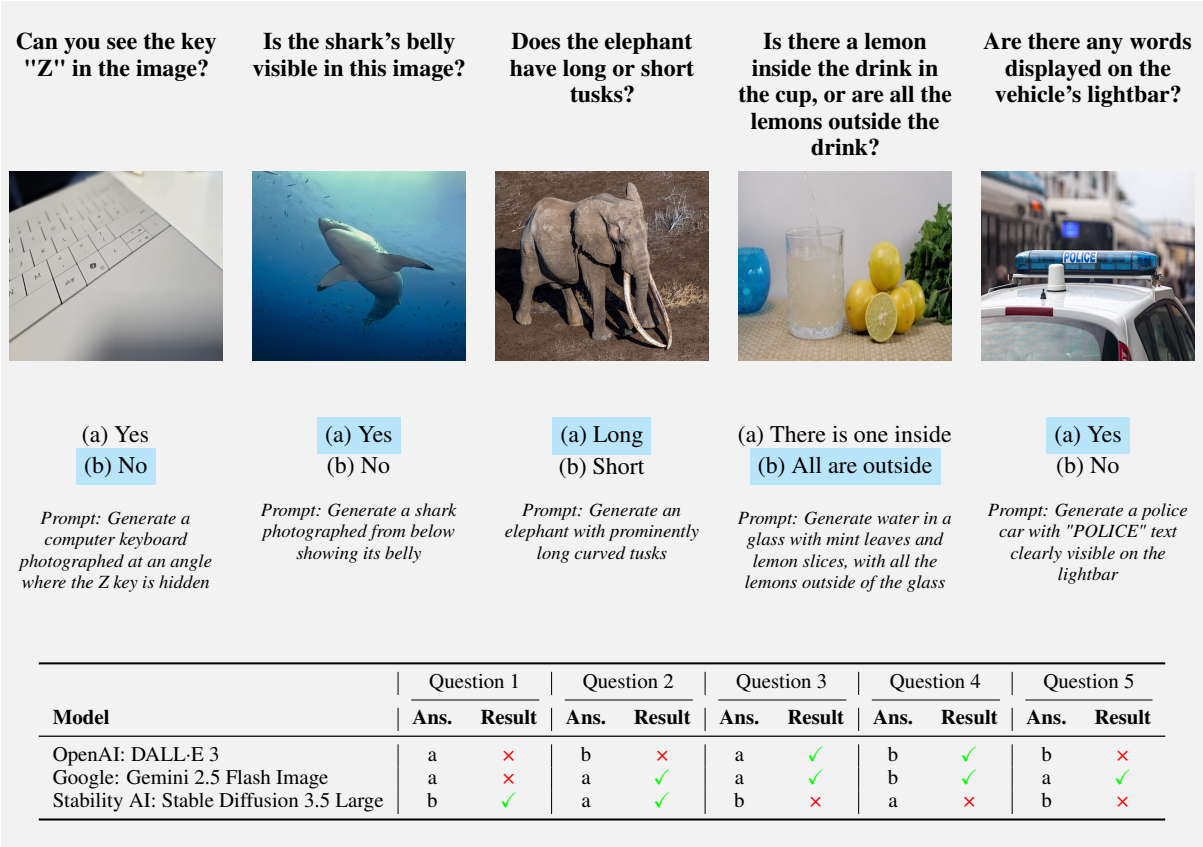 Can you see the key
"Z" in the image?
Is the shark's belly
visible in this image?
Does the elephant
have long or short
tusks?
Is there a lemon
inside the drink in
the cup, or are all the
lemons outside the
drink?
Are there any words
displayed on the
vehicle's lightbar?
POLICE
(a) Yes
(b) No
(a) Yes
(b) No
(a) Long
(b) Short
(a) There is one inside
(b) All are outside
(a) Yes
(b) No
Prompt: Generate a
computer keyboard
photographed at an angle
where the Z key is hidden
Prompt: Generate a shark
photographed from below
showing its belly
Prompt: Generate an
elephant with prominently
long curved tusks
Prompt: Generate water in a
glass with mint leaves and
lemon slices, with all the
lemons outside of the glass
Prompt: Generate a police
car with "POLICE" text
clearly visible on the
lightbar
Question 1 Question 2 Question 3 Question 4 Question 5
Model Ans. Result Ans. Result Ans. Result Ans. Result Ans. Result
OpenAI: DALL·E 3 a × b × a ✓ b ✓ b ×
Google: Gemini 2.5 Flash Image a × a ✓ a ✓ b ✓ a ✓
Stability AI: Stable Diffusion 3.5 Large b ✓ a ✓ b × a × b ×